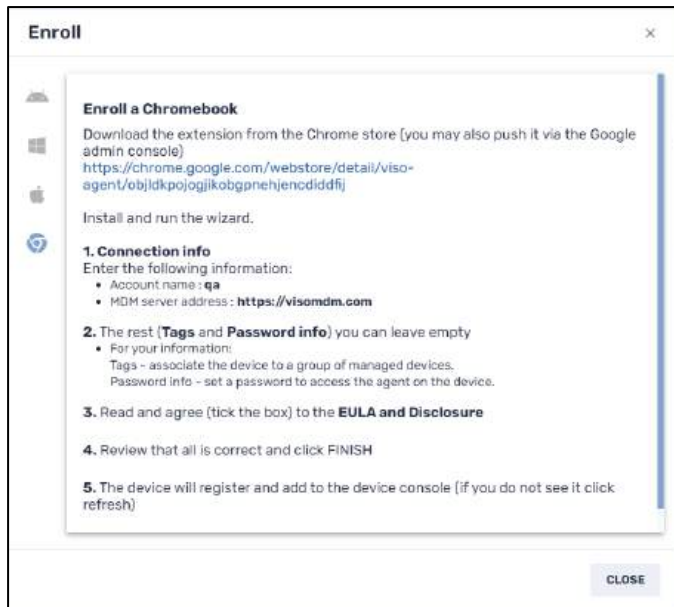 Enroll
×
Enroll a Chromebook
Download the extension from the Chrome store (you may also push it via the Google
admin console)
https://chrome.google.com/webstore/detail/viso-
agent/objldkpojogjikobgpnehjencdiddfij
Install and run the wizard.
1. Connection info
Enter the following information:
• Account name : qa
• MDM server address : https://visomdm.com
2. The rest (Tags and Password info) you can leave empty
• For your information:
Tags - associate the device to a group of managed devices.
Password info - set a password to access the agent on the device.
3. Read and agree (tick the box) to the EULA and Disclosure
4. Review that all is correct and click FINISH
5. The device will register and add to the device console (if you do not see it click
refresh)
CLOSE